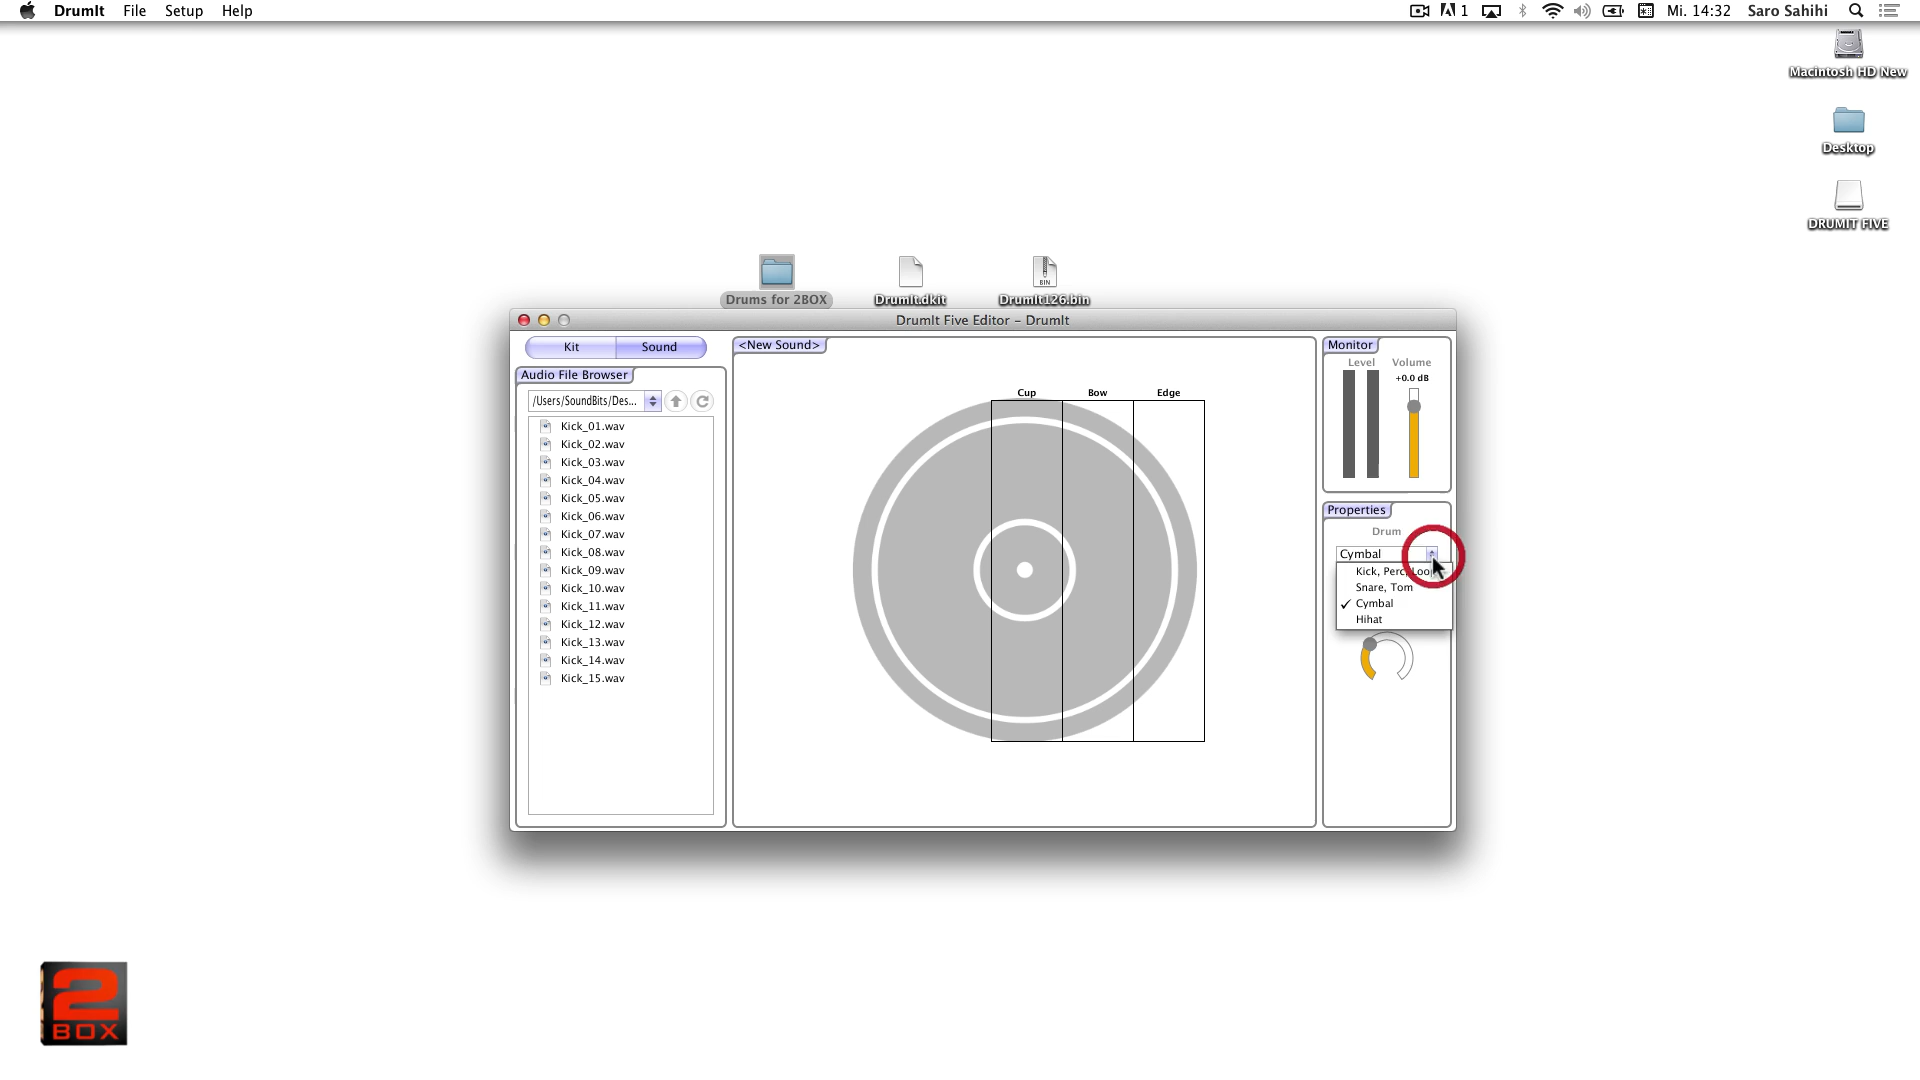 DrumIt File Setup Help
1 Mi. 14:32 Saro Sahihi
Macintosh HD New
Desktop
DRUMIT FIVE
Drums for 2BOX
DrumIt.dkit
BIN
DrumIt126.bin
DrumIt Five Editor – DrumIt
Kit Sound
Audio File Browser
/Users/SoundBits/Des...
Kick_01.wav
Kick_02.wav
Kick_03.wav
Kick_04.wav
Kick_05.wav
Kick_06.wav
Kick_07.wav
Kick_08.wav
Kick_09.wav
Kick_10.wav
Kick_11.wav
Kick_12.wav
Kick_13.wav
Kick_14.wav
Kick_15.wav
<New Sound>
Cup Bow Edge
Monitor
Level Volume
+0.0 dB
Properties
Drum
Cymbal
Kick, Perc,
Snare, Tom
Cymbal
Hihat
2
BOX